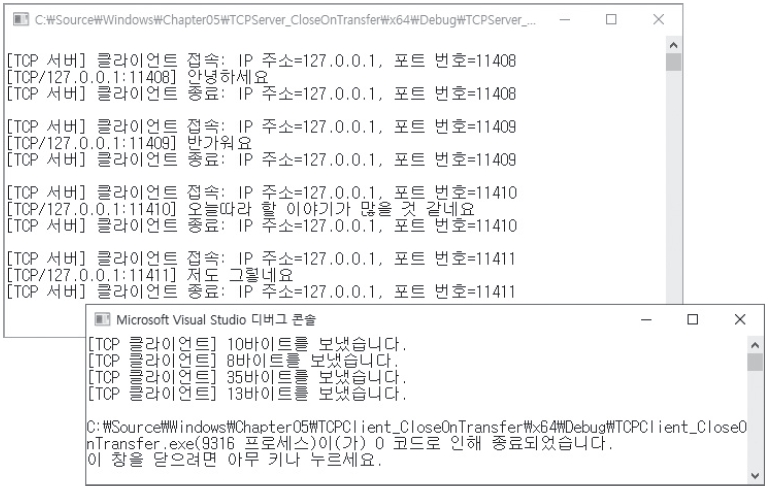 C:₩Source₩Windows₩Chapter05₩TCPServer_CloseOnTransfer₩x64₩Debug₩TCPServer_...
[TCP 서버] 클라이언트 접속: IP 주소=127.0.0.1, 포트 번호=11408
[TCP/127.0.0.1:11408] 안녕하세요
[TCP 서버] 클라이언트 종료: IP 주소=127.0.0.1, 포트 번호=11408
[TCP 서버] 클라이언트 접속: IP 주소=127.0.0.1, 포트 번호=11409
[TCP/127.0.0.1:11409] 반가워요
[TCP 서버] 클라이언트 종료: IP 주소=127.0.0.1, 포트 번호=11409
[TCP 서버] 클라이언트 접속: IP 주소=127.0.0.1, 포트 번호=11410
[TCP/127.0.0.1:11410] 오늘따라 할 이야기가 많을 것 같네요
[TCP 서버] 클라이언트 종료: IP 주소=127.0.0.1, 포트 번호=11410
[TCP 서버] 클라이언트 접속: IP 주소=127.0.0.1, 포트 번호=11411
[TCP/127.0.0.1:11411] 저도 그렇네요
[TCP 서버] 클라이언트 종료: IP 주소=127.0.0.1, 포트 번호=11411
Microsoft Visual Studio 디버그 콘솔
[TCP 클라이언트] 10바이트를 보냈습니다.
[TCP 클라이언트] 8바이트를 보냈습니다.
[TCP 클라이언트] 35바이트를 보냈습니다.
[TCP 클라이언트] 13바이트를 보냈습니다.
C:₩Source₩Windows₩Chapter05₩TCPClient_CloseOnTransfer₩x64₩Debug₩TCPClient_CloseO
nTransfer.exe(9316 프로세스)이(가) 0 코드로 인해 종료되었습니다.
이 창을 닫으려면 아무 키나 누르세요.